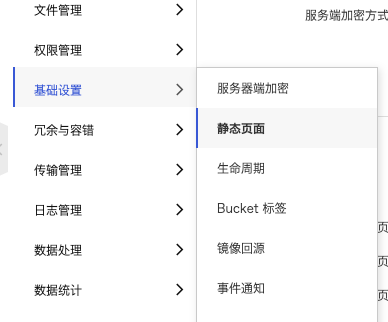 文件管理
服务端加密方式
权限管理
基础设置
服务器端加密
冗余与容错
静态页面
传输管理
生命周期
日志管理
Bucket 标签
页
数据处理
镜像回源
页
数据统计
事件通知
页